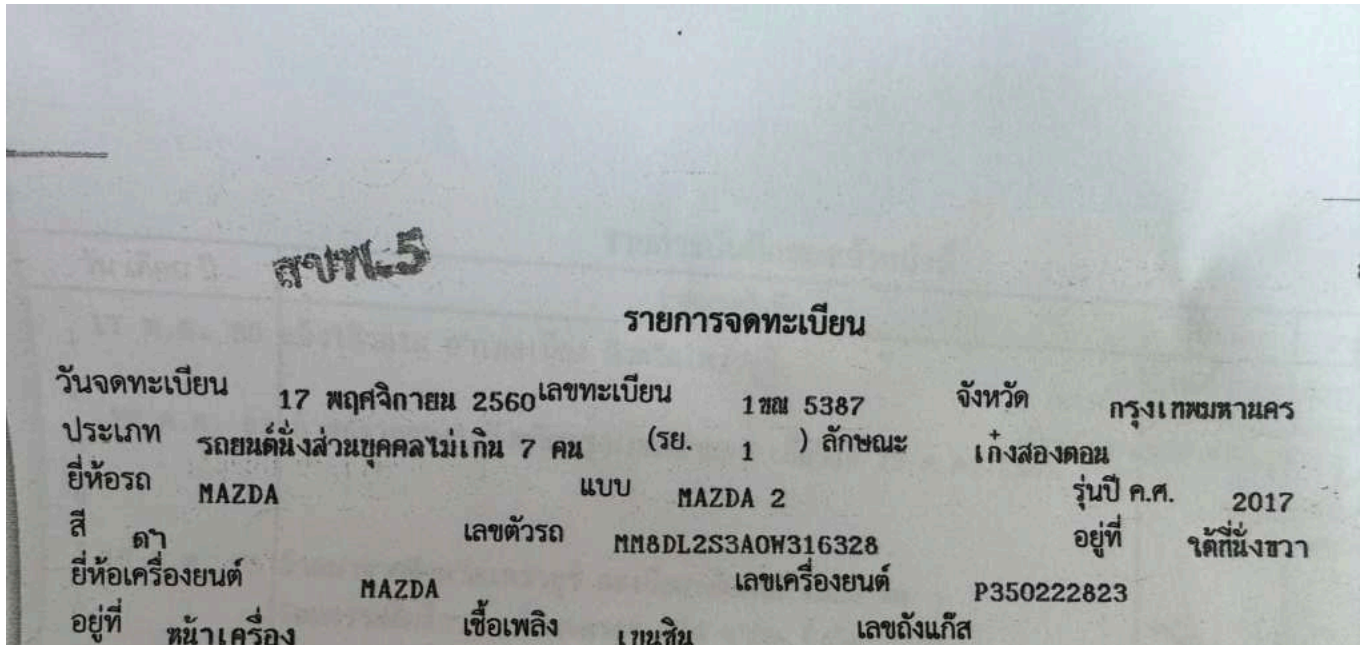 สขพ.5
รายการจดทะเบียน
วันจดทะเบียน 17 พฤศจิกายน 2560 เลขทะเบียน 1ขณ 5387 จังหวัด กรุงเทพมหานคร
ประเภท รถยนต์นั่งส่วนบุคคลไม่เกิน 7 คน (รย. 1 ) ลักษณะ เก๋งสองตอน
ยี่ห้อรถ MAZDA แบบ MAZDA 2 รุ่นปี ค.ศ. 2017
สี ดำ เลขตัวรถ MM8DL2S3A0W316328 อยู่ที่ ใต้ที่นั่งขวา
ยี่ห้อเครื่องยนต์ MAZDA เลขเครื่องยนต์ P350222823
อยู่ที่ หน้าเครื่อง เชื้อเพลิง เบนซิน เลขถังแก๊ส